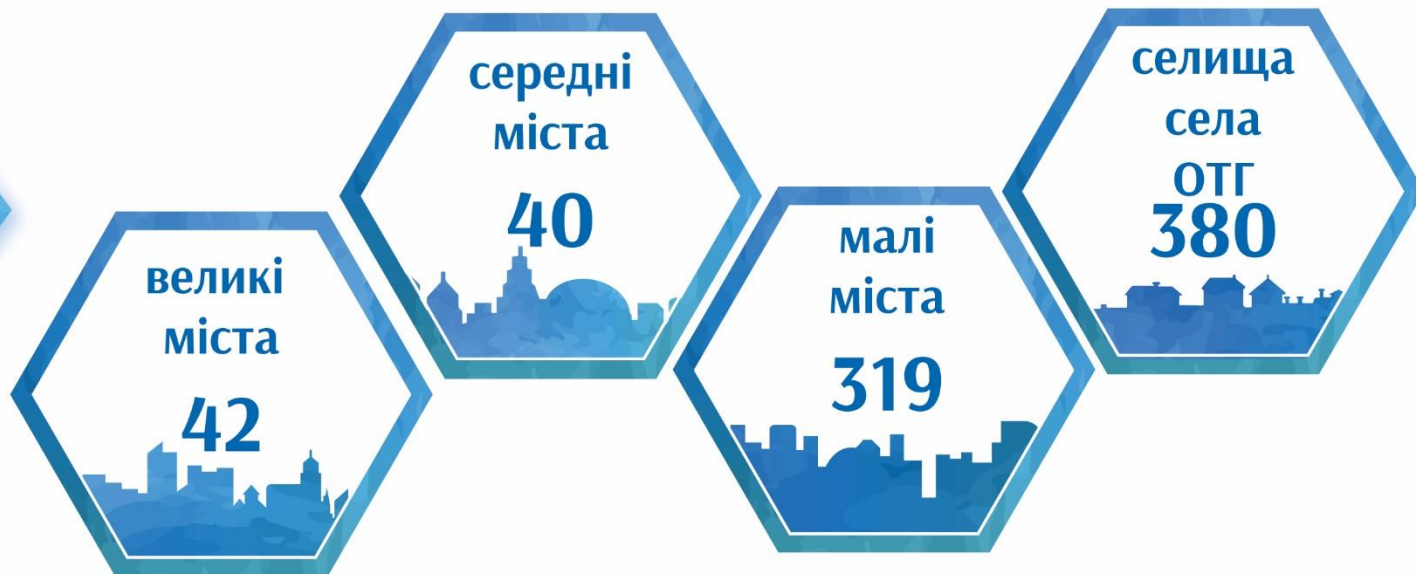 великі
міста
42
середні
міста
40
малі
міста
319
селища
села
ОТГ
380